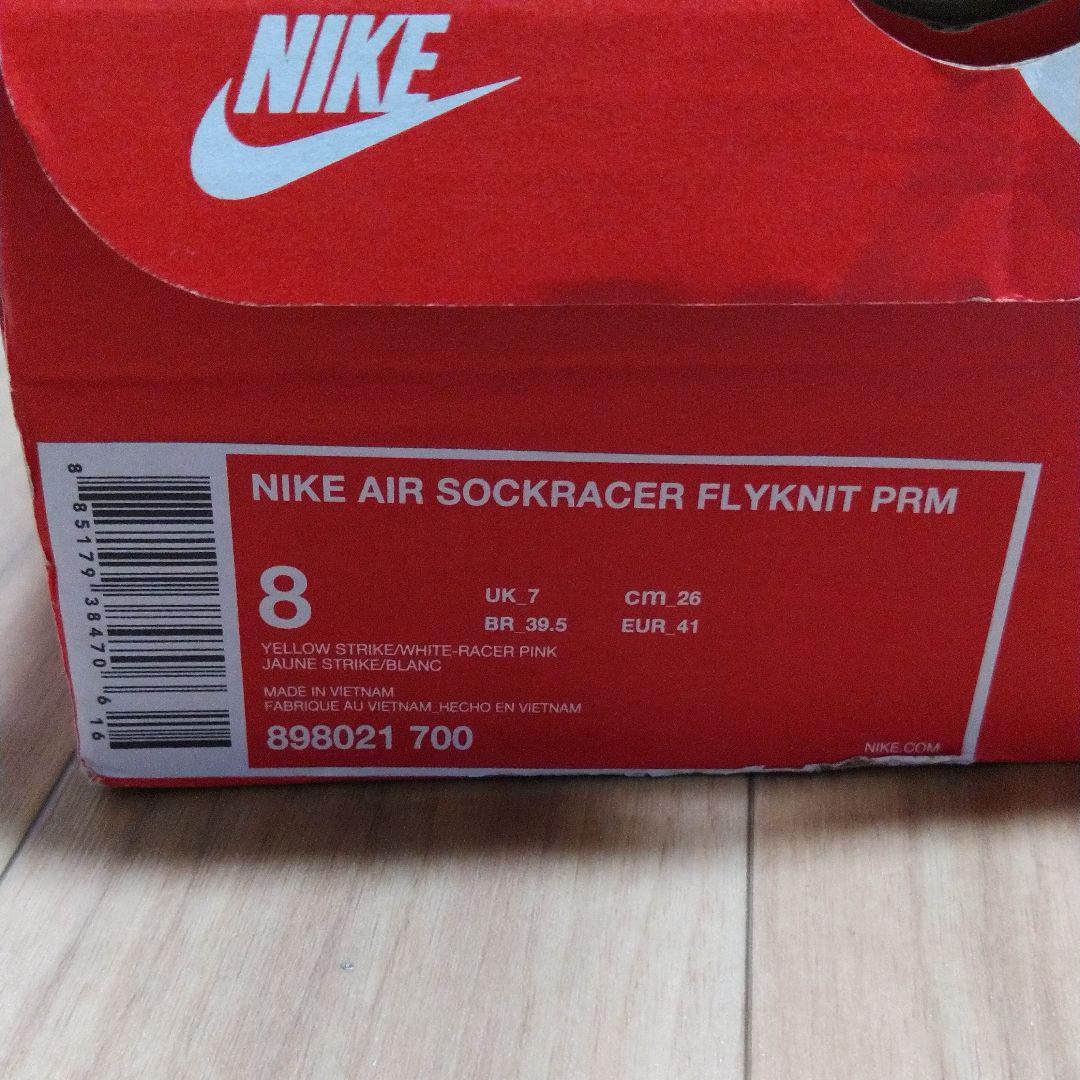 NIKE
NIKE AIR SOCKRACER FLYKNIT PRM
8
UK_7 cm_26
BR_39.5 EUR_41
YELLOW STRIKE/WHITE-RACER PINK
JAUNE STRIKE/BLANC
MADE IN VIETNAM
FABRIQUE AU VIETNAM_HECHO EN VIETNAM
898021 700
NIKE.COM
8 85179 38470 6 16